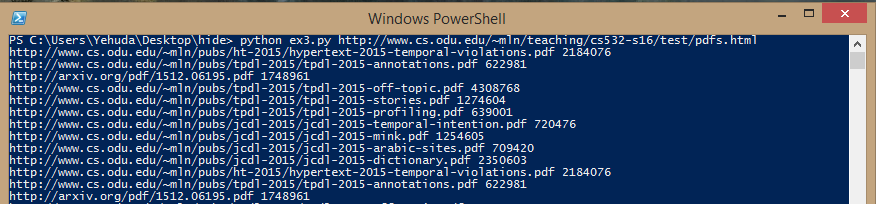 Windows PowerShell
PS C:\Users\Yehuda\Desktop\hide> python ex3.py http://www.cs.odu.edu/~mln/teaching/cs532-s16/test/pdfs.html
http://www.cs.odu.edu/~mln/pubs/ht-2015/hypertext-2015-temporal-violations.pdf 2184076
http://www.cs.odu.edu/~mln/pubs/tpdl-2015/tpdl-2015-annotations.pdf 622981
http://arxiv.org/pdf/1512.06195.pdf 1748961
http://www.cs.odu.edu/~mln/pubs/tpdl-2015/tpdl-2015-off-topic.pdf 4308768
http://www.cs.odu.edu/~mln/pubs/tpdl-2015/tpdl-2015-stories.pdf 1274604
http://www.cs.odu.edu/~mln/pubs/tpdl-2015/tpdl-2015-profiling.pdf 639001
http://www.cs.odu.edu/~mln/pubs/jcdl-2015/jcdl-2015-temporal-intention.pdf 720476
http://www.cs.odu.edu/~mln/pubs/jcdl-2015/jcdl-2015-mink.pdf 1254605
http://www.cs.odu.edu/~mln/pubs/jcdl-2015/jcdl-2015-arabic-sites.pdf 709420
http://www.cs.odu.edu/~mln/pubs/jcdl-2015/jcdl-2015-dictionary.pdf 2350603
http://www.cs.odu.edu/~mln/pubs/ht-2015/hypertext-2015-temporal-violations.pdf 2184076
http://www.cs.odu.edu/~mln/pubs/tpdl-2015/tpdl-2015-annotations.pdf 622981
http://arxiv.org/pdf/1512.06195.pdf 1748961